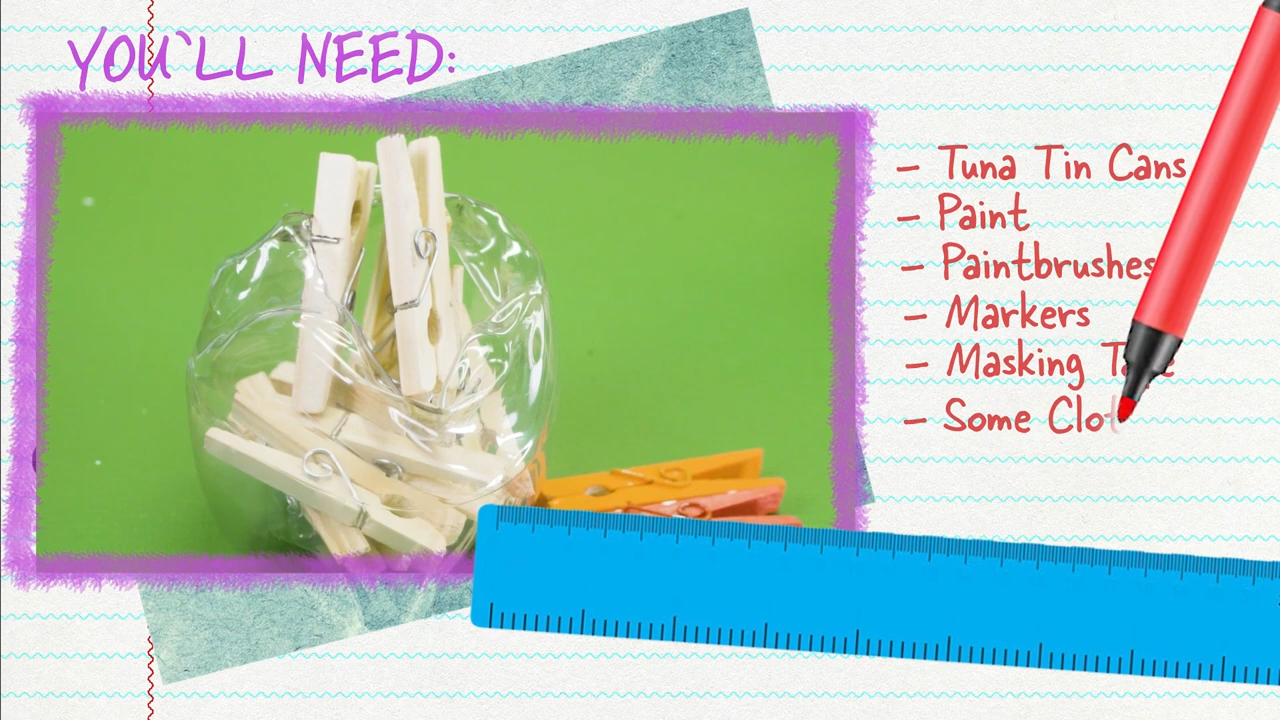 YOU`LL NEED:
- Tuna Tin Cans
- Paint
- Paintbrushes
- Markers
- Masking
- Some